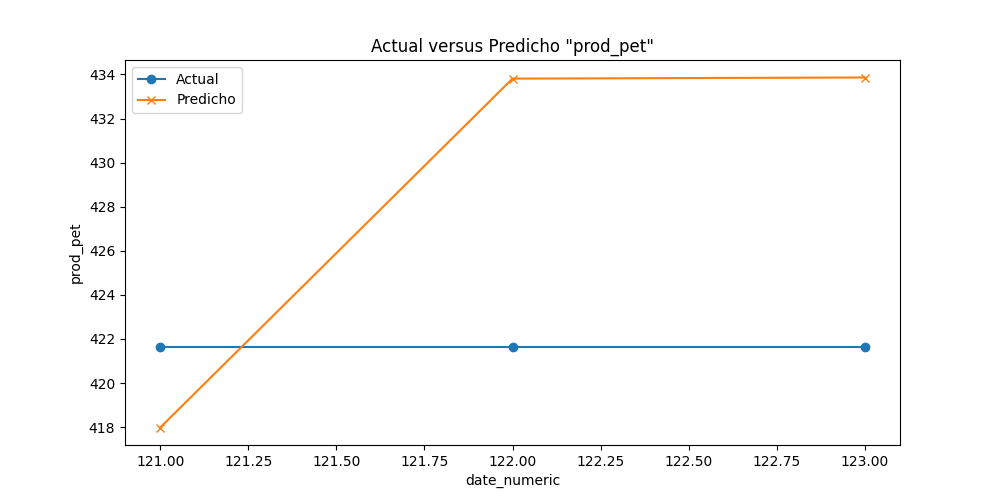 Actual versus Predicho "prod_pet"
Actual
Predicho
434
432
430
428
426
424
422
420
418
prod_pet
121.00 121.25 121.50 121.75 122.00 122.25 122.50 122.75 123.00
date_numeric